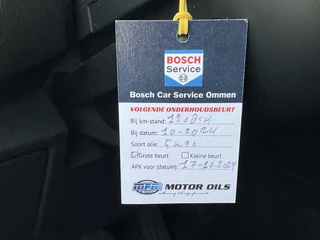 BOSCH
Service
Bosch Car Service Ommen
VOLGENDE ONDERHOUDSBEURT
Bij km-stand:
Bij datum: 10-2024
Soort olie: 5W30
Grote beurt Kleine beurt
APK voor (datum): 17-10-2024
MOTOR OILS